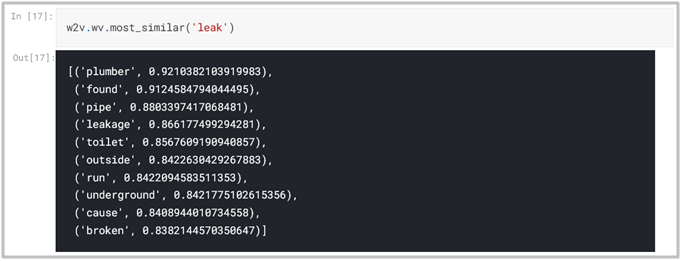 In [17]:
w2v.wv.most_similar('leak')
Out[17]:
[('plumber', 0.9210382103919983),
('found', 0.9124584794044495),
('pipe', 0.8803397417068481),
('leakage', 0.866177499294281),
('toilet', 0.8567609190940857),
('outside', 0.8422630429267883),
('run', 0.8422094583511353),
('underground', 0.8421775102615356),
('cause', 0.8408944010734558),
('broken', 0.8382144570350647)]